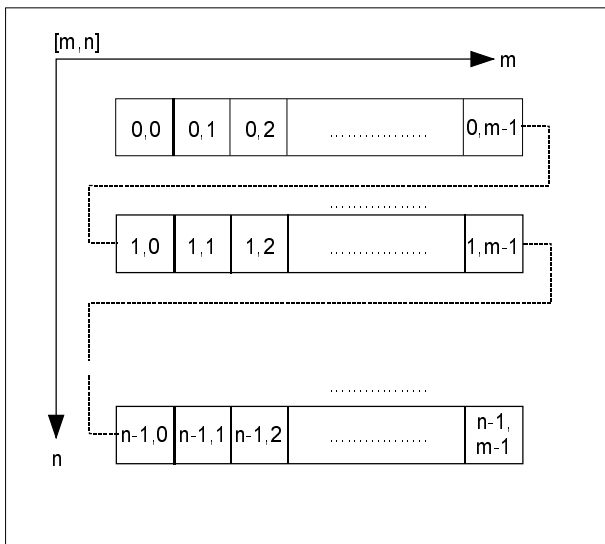 [m,n]
m
0,0 0,1 0,2 ................. 0,m-1
.................
1,0 1,1 1,2 ................. 1,m-1
.................
n-1,0 n-1,1 n-1,2 ................. n-1,
m-1
n